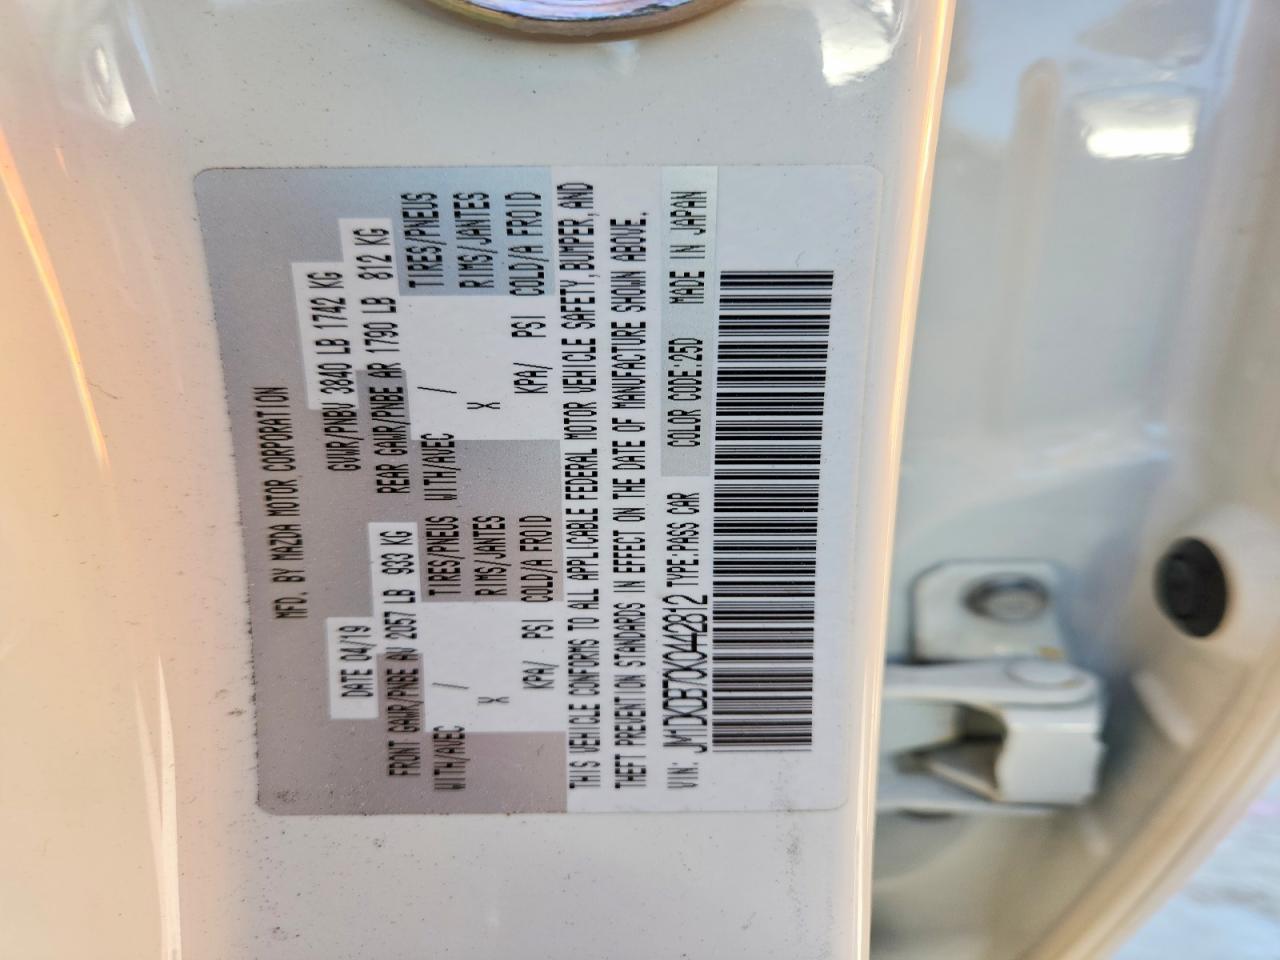 MFD. BY MAZDA MOTOR CORPORATION
DATE 04/19 GVWR/PNBV 3840 LB 1742 KG
FRONT GAWR/PNBE AV 2057 LB 933 KG REAR GAWR/PNBE AR 1790 LB 812 KG
WITH/AVEC / TIRES/PNEUS WITH/AVEC / TIRES/PNEUS
X RIMS/JANTES X RIMS/JANTES
KPA/ PSI COLD/A FROID KPA/ PSI COLD/A FROID
THIS VEHICLE CONFORMS TO ALL APPLICABLE FEDERAL MOTOR VEHICLE SAFETY, BUMPER, AND
THEFT PREVENTION STANDARDS IN EFFECT ON THE DATE OF MANUFACTURE SHOWN ABOVE.
VIN: JM1DKDB70K0442812 TYPE:PASS CAR COLOR CODE:25D MADE IN JAPAN